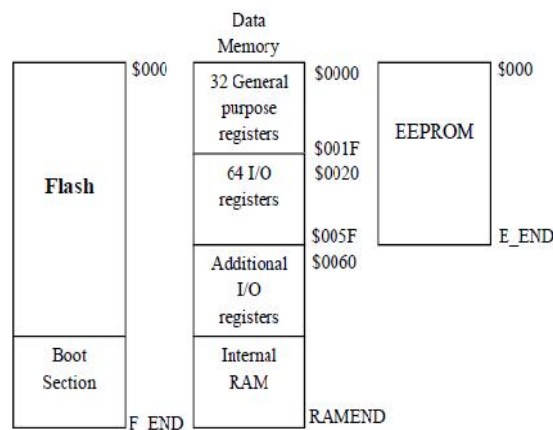 Data
Memory
$000
Flash
Boot
Section
F_END
32 General
purpose
registers
$0000
$001F
64 I/O
registers
$0020
$005F
Additional
I/O
registers
$0060
Internal
RAM
RAMEND
$000
EEPROM
E_END